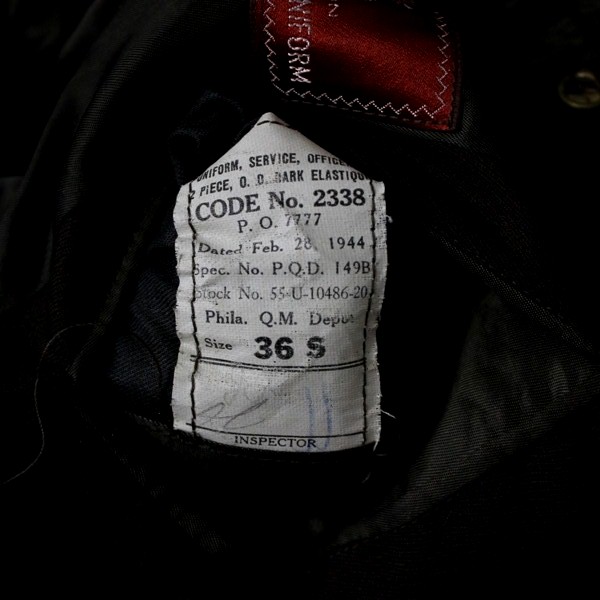 UNIFORM
N
UNIFORM, SERVICE, OFFICE
2 PIECE, O. D. DARK ELASTIQU
CODE No. 2338
P. O. 7777
Dated Feb. 28, 1944
Spec. No. P.Q.D. 149B
Stock No. 55-U-10486-20
Phila. Q.M. Depot
Size 36 S
INSPECTOR